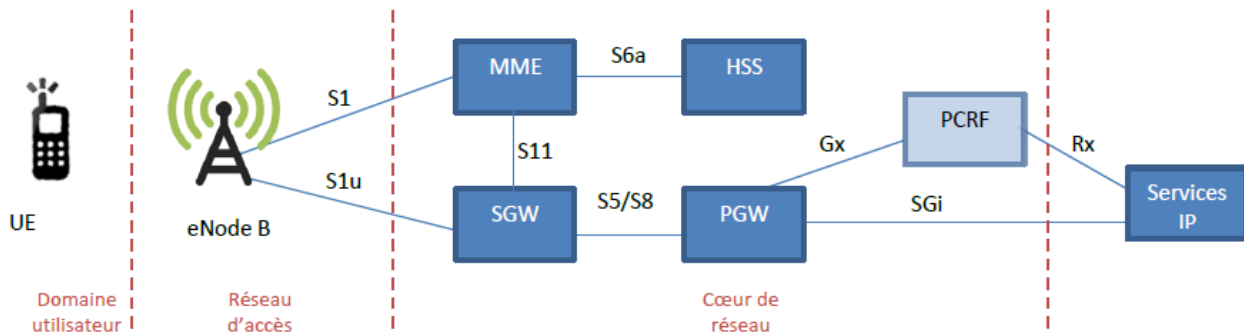 MME
S6a
HSS
S1
PCRF
Gx
Rx
S11
S1u
SGW
S5/S8
PGW
SGi
Services
IP
UE
eNode B
Domaine
utilisateur
Réseau
d’accès
Cœur de
réseau